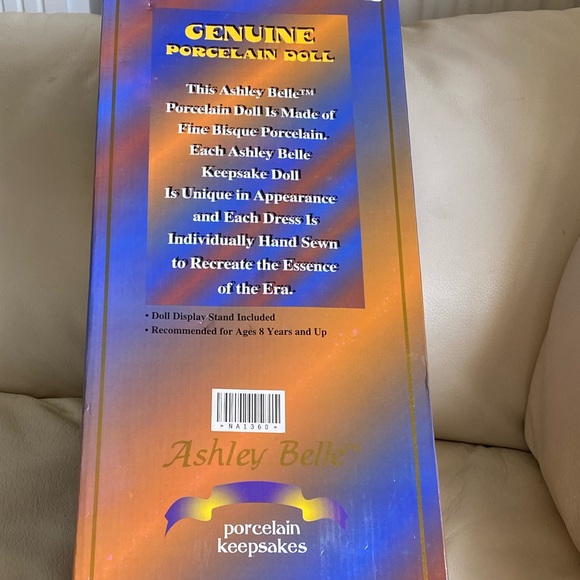 GENUINE
PORCELAIN DOLL
This Ashley Belle™
Porcelain Doll Is Made of
Fine Bisque Porcelain.
Each Ashley Belle
Keepsake Doll
Is Unique in Appearance
and Each Dress Is
Individually Hand Sewn
to Recreate the Essence
of the Era.
• Doll Display Stand Included
• Recommended for Ages 8 Years and Up
*NA1360*
Ashley Belle™
porcelain
keepsakes